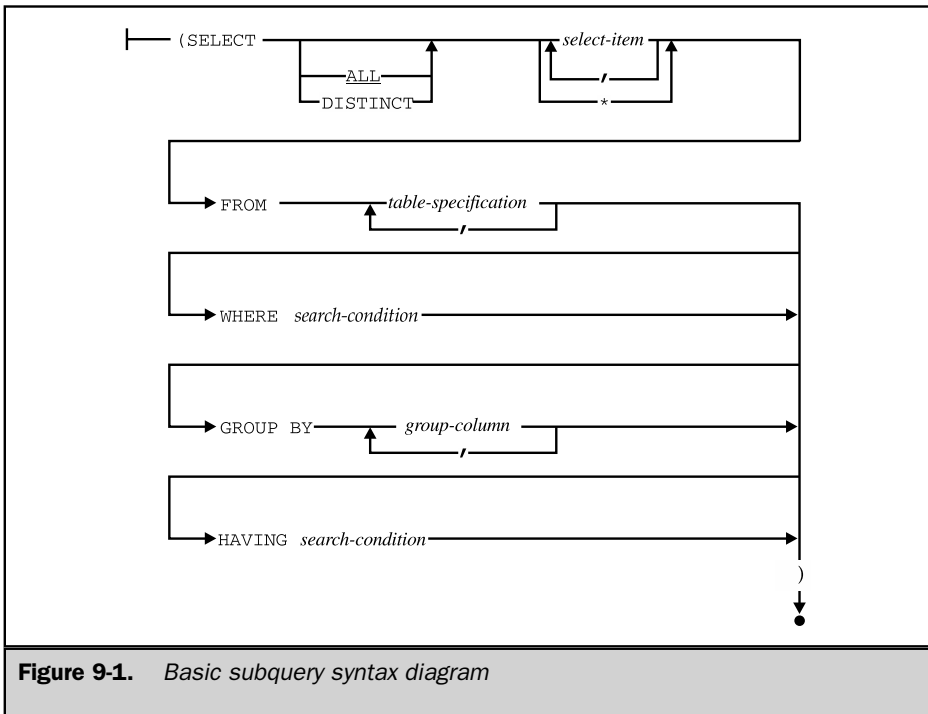 (SELECT select-item
ALL ,
DISTINCT *
FROM table-specification
,
WHERE search-condition
GROUP BY group-column
,
HAVING search-condition
)
Figure 9-1. Basic subquery syntax diagram